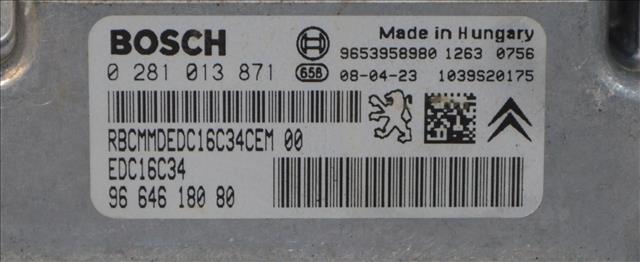 BOSCH
Made in Hungary
9653958980 1263 0756
0 281 013 871
658 08-04-23 1039S20175
RBCMMDEDC16C34CEM 00
EDC16C34
96 646 180 80